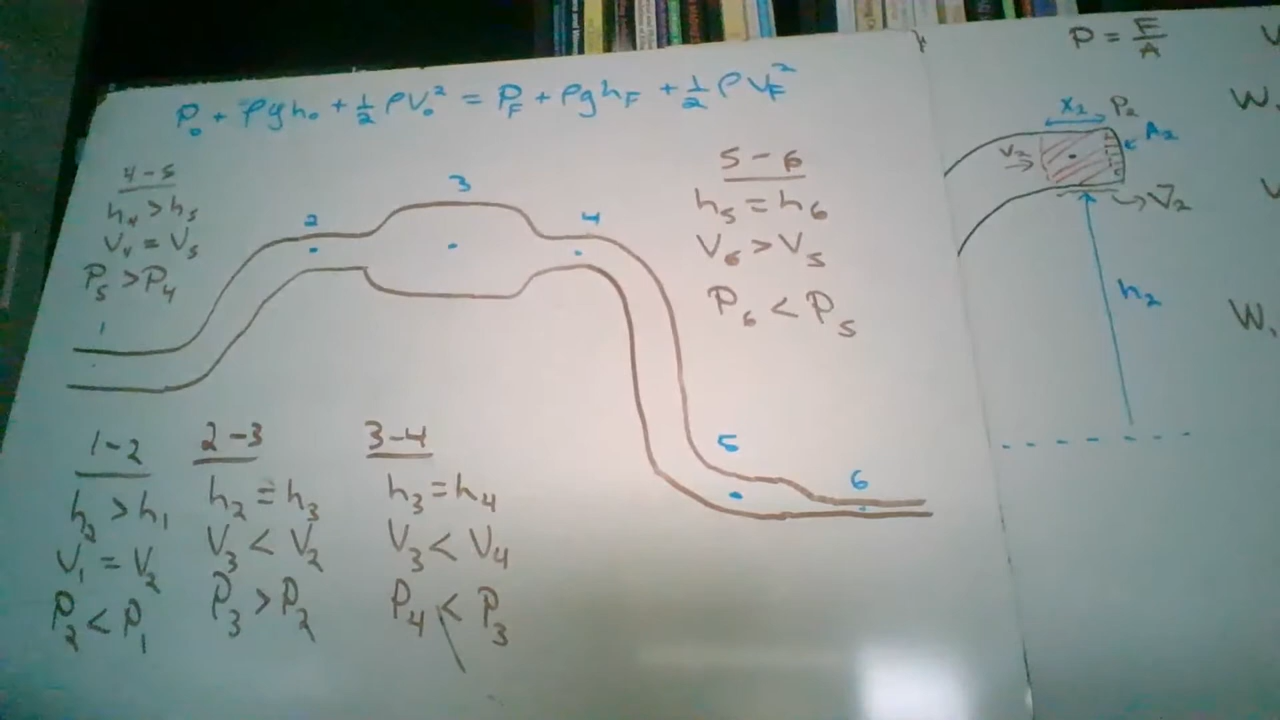 P₀ + ρgh₀ + ½ρV₀² = P_F + ρgh_F + ½ρV_F²
4-5
h₄ > h₅
V₄ = V₅
P₅ > P₄
5-6
h₅ = h₆
V₆ > V₅
P₆ < P₅
1
2
3
4
5
6
1-2
h₂ > h₁
V₁ = V₂
P₂ < P₁
2-3
h₂ = h₃
V₃ < V₂
P₃ > P₂
3-4
h₃ = h₄
V₃ < V₄
P₄ < P₃
P = F/A
X₂
P₂
A₂
V₂
V₂
h₂
V
W
V
W₁